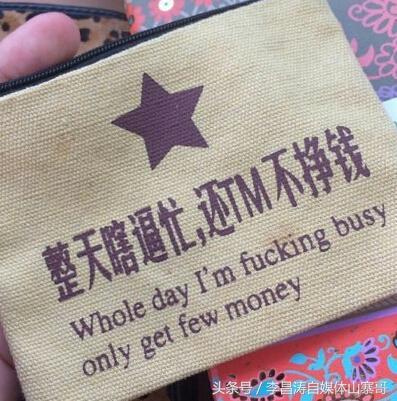 整天瞎逼忙,还TM不挣钱
Whole day I'm fucking busy
only get few money
头条号／李昌涛自媒体山寨哥